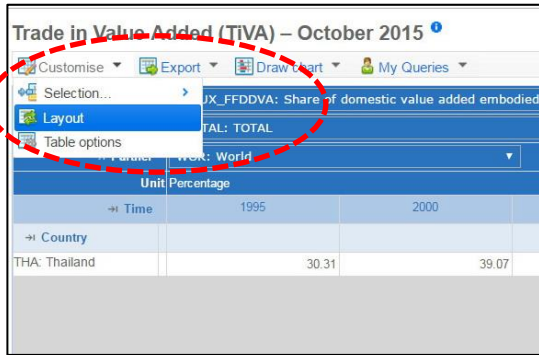 Trade in Value Added (TiVA) – October 2015
Customise Export Draw chart My Queries
Selection... UX_FFDDVA: Share of domestic value added embodied
Layout TAL: TOTAL
Table options
Partner WOR: World
Unit Percentage
Time 1995 2000
Country
THA: Thailand 30.31 39.07